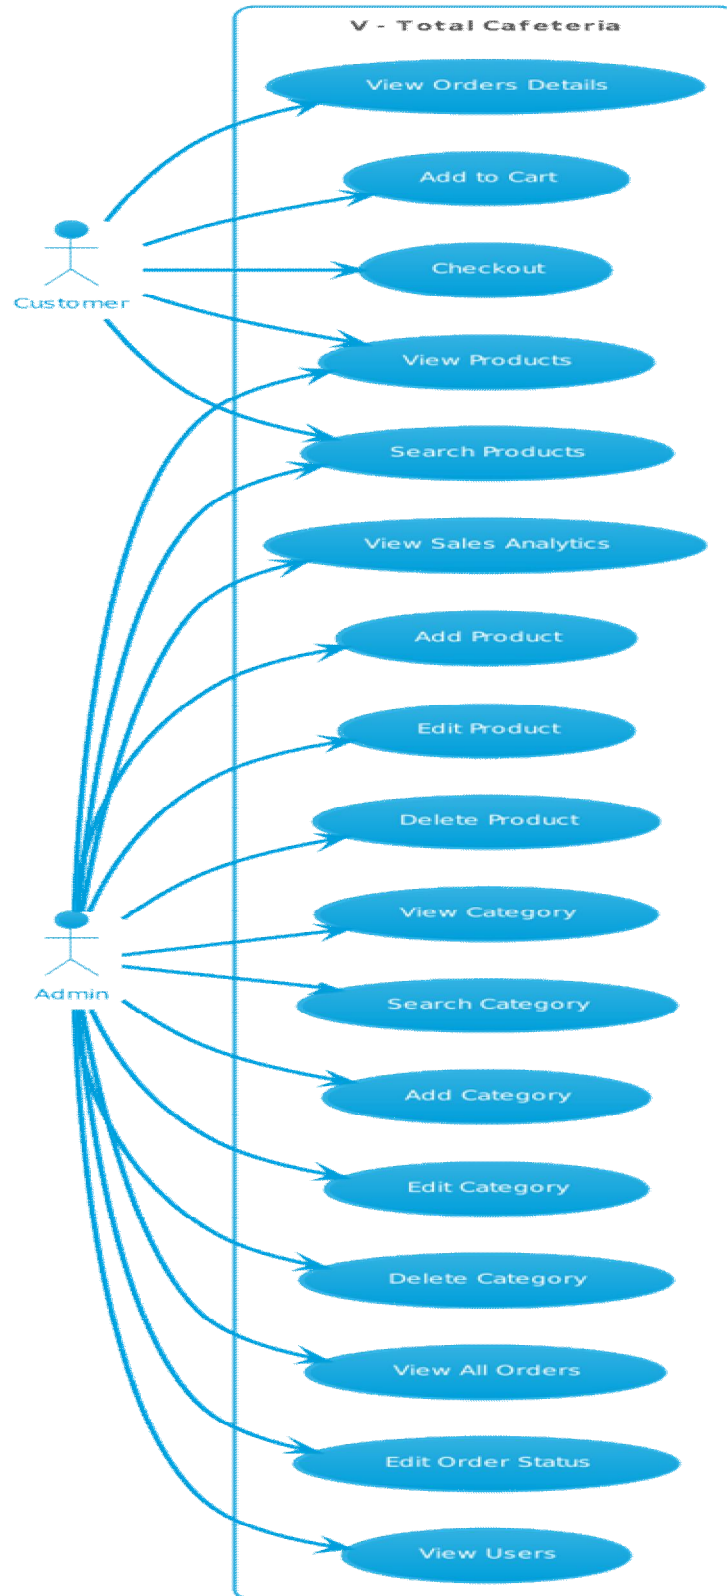 V - Total Cafeteria
View Orders Details
Add to Cart
Checkout
Customer
View Products
Search Products
View Sales Analytics
Add Product
Edit Product
Delete Product
View Category
Admin
Search Category
Add Category
Edit Category
Delete Category
View All Orders
Edit Order Status
View Users